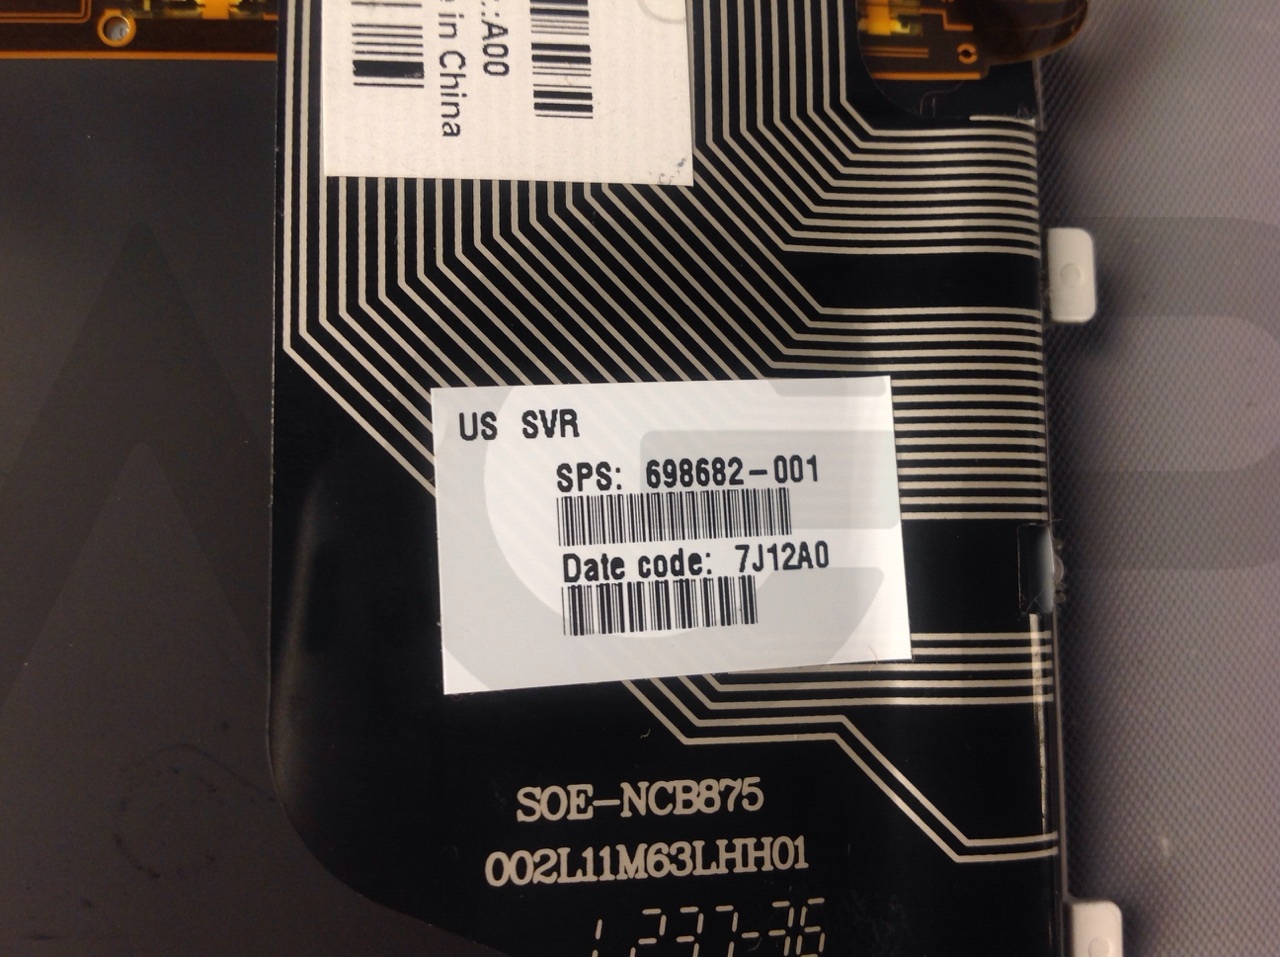 :A00
in China
US SVR
SPS: 698682-001
Date code: 7J12A0
SOE-NCB875
002L11M63LHH01